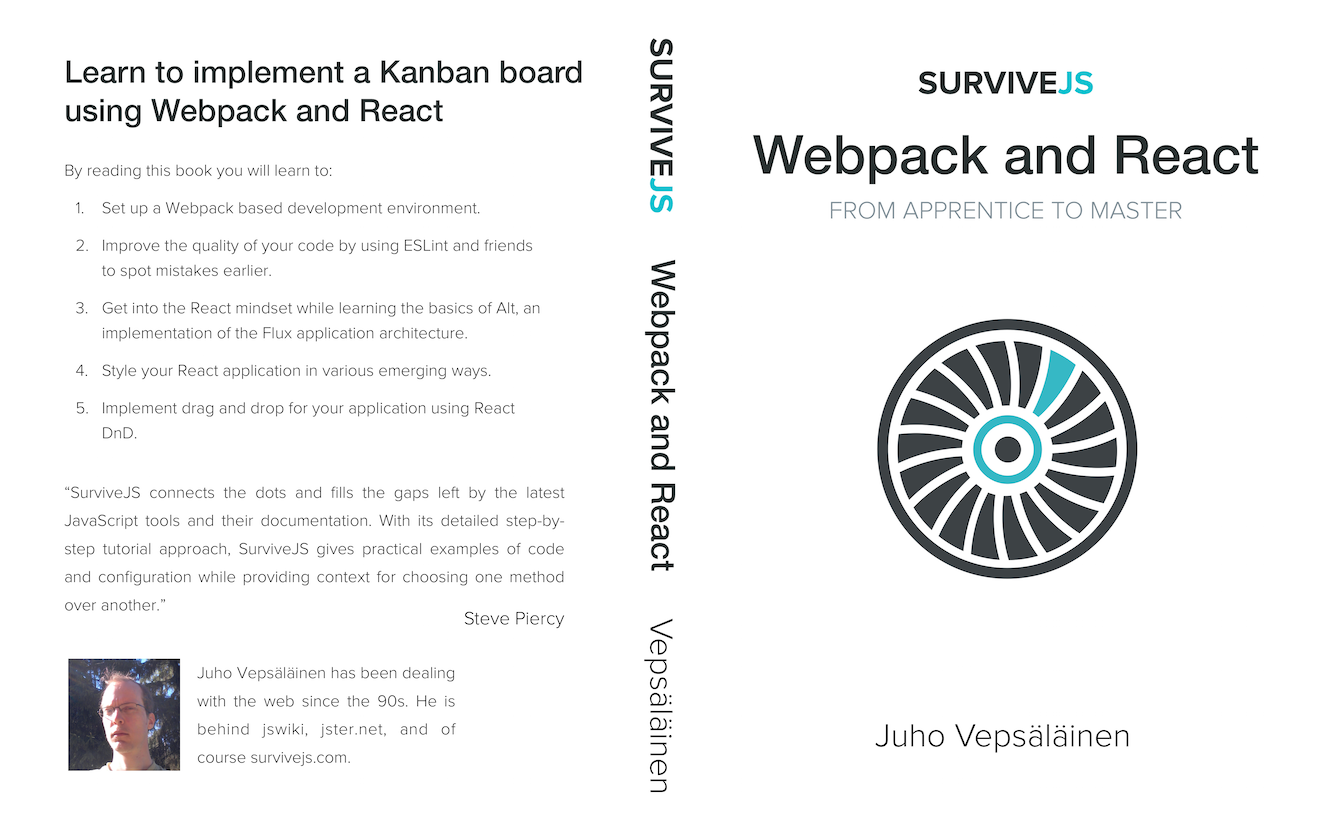 Learn to implement a Kanban board
using Webpack and React
By reading this book you will learn to:
1. Set up a Webpack based development environment.
2. Improve the quality of your code by using ESLint and friends
to spot mistakes earlier.
3. Get into the React mindset while learning the basics of Alt, an
implementation of the Flux application architecture.
4. Style your React application in various emerging ways.
5. Implement drag and drop for your application using React
DnD.
“SurviveJS connects the dots and fills the gaps left by the latest
JavaScript tools and their documentation. With its detailed step-by-
step tutorial approach, SurviveJS gives practical examples of code
and configuration while providing context for choosing one method
over another.”
Steve Piercy
Juho Vepsäläinen has been dealing
with the web since the 90s. He is
behind jswiki, jster.net, and of
course survivejs.com.
SURVIVEJS Webpack and React Vepsäläinen
SURVIVEJS
Webpack and React
FROM APPRENTICE TO MASTER
Juho Vepsäläinen